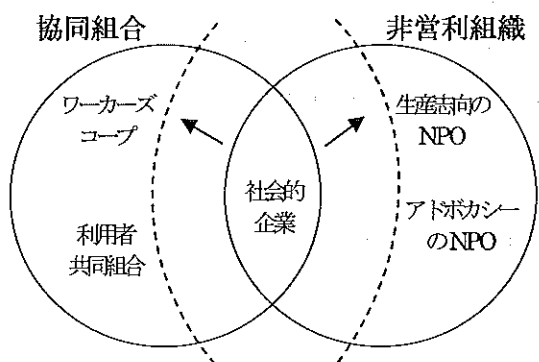 協同組合
非営利組織
ワーカーズ
コープ
生産志向の
NPO
社会的
企業
アドボカシー
のNPO
利用者
共同組合